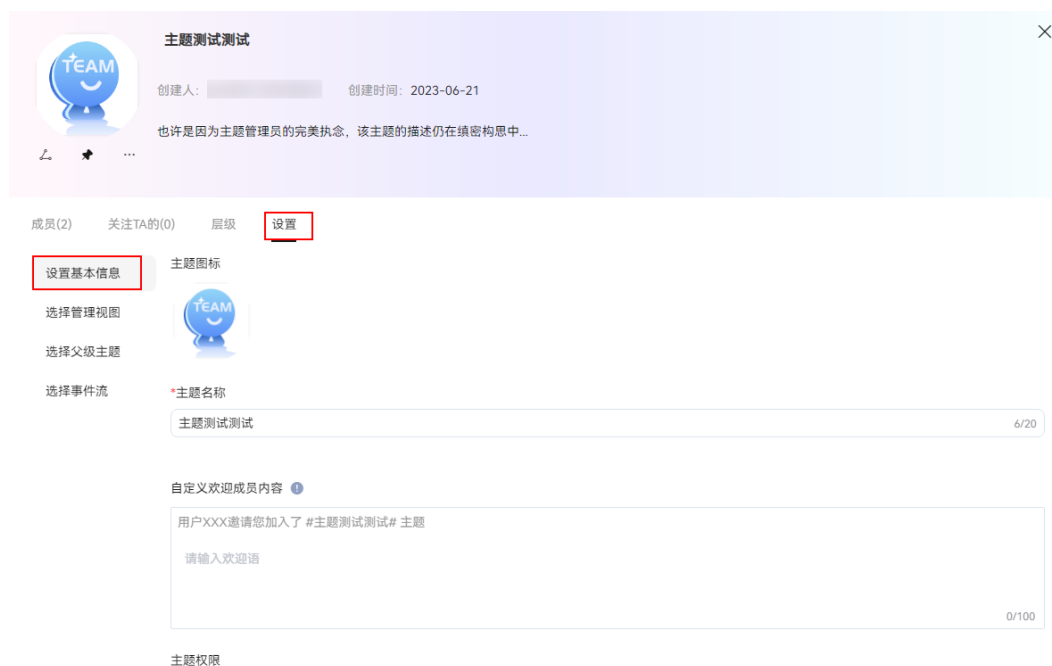 主题测试测试
TEAM
创建人: 创建时间: 2023-06-21
也许是因为主题管理员的完美执念，该主题的描述仍在缜密构思中...
成员(2) 关注TA的(0) 层级 设置
设置基本信息
主题图标
选择管理视图
TEAM
选择父级主题
选择事件流
*主题名称
主题测试测试 6/20
自定义欢迎成员内容
用户XXX邀请您加入了 #主题测试测试# 主题
请输入欢迎语
0/100
主题权限